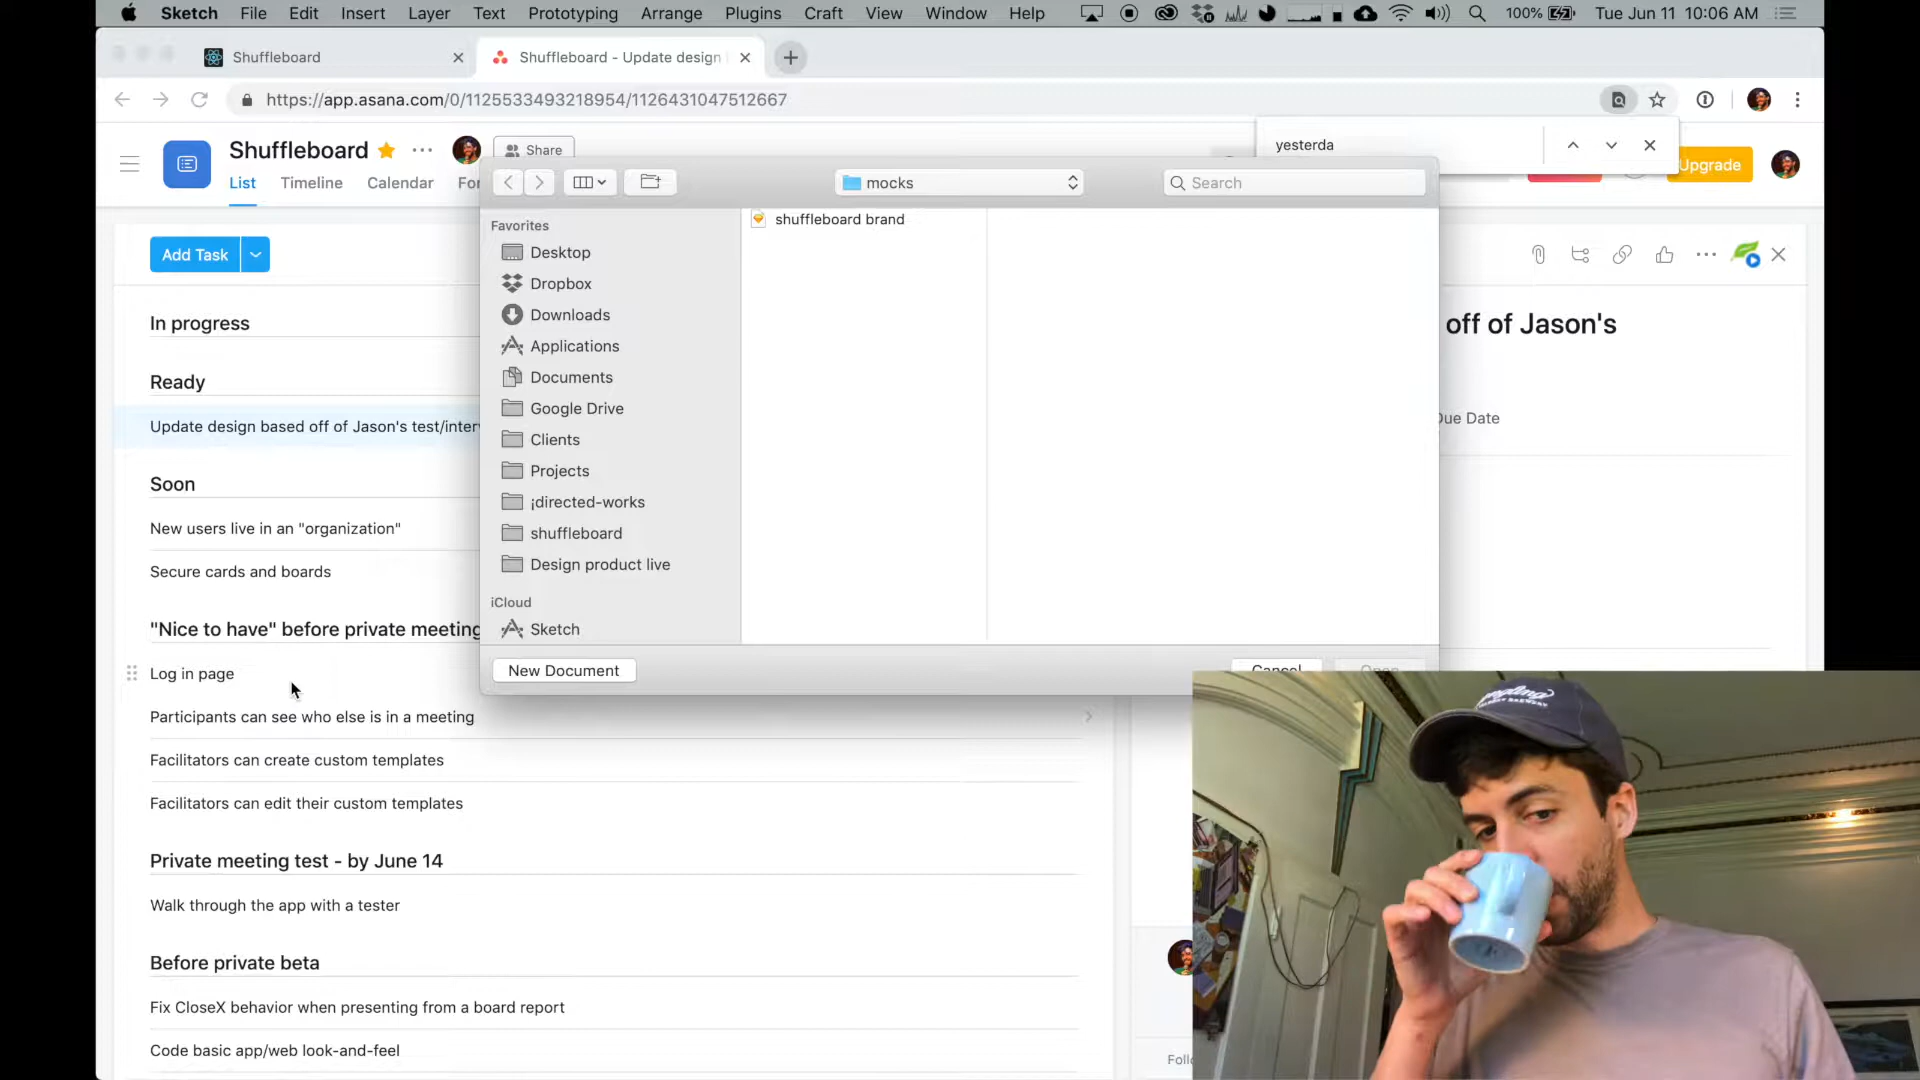 Sketch File Edit Insert Layer Text Prototyping Arrange Plugins Craft View Window Help 100% Tue Jun 11 10:06 AM
Shuffleboard
Shuffleboard - Update design
https://app.asana.com/0/1125533493218954/1126431047512667
yesterda
Shuffleboard
Share
List Timeline Calendar
Upgrade
mocks
Search
Add Task
Favorites
Desktop
Dropbox
Downloads
Applications
Documents
Google Drive
Clients
Projects
¡directed-works
shuffleboard
Design product live
iCloud
Sketch
shuffleboard brand
New Document
Cancel
Open
off of Jason's
Due Date
In progress
Ready
Update design based off of Jason's test/inter
Soon
New users live in an "organization"
Secure cards and boards
"Nice to have" before private meeting
Log in page
Participants can see who else is in a meeting
Facilitators can create custom templates
Facilitators can edit their custom templates
Private meeting test - by June 14
Walk through the app with a tester
Before private beta
Fix CloseX behavior when presenting from a board report
Code basic app/web look-and-feel